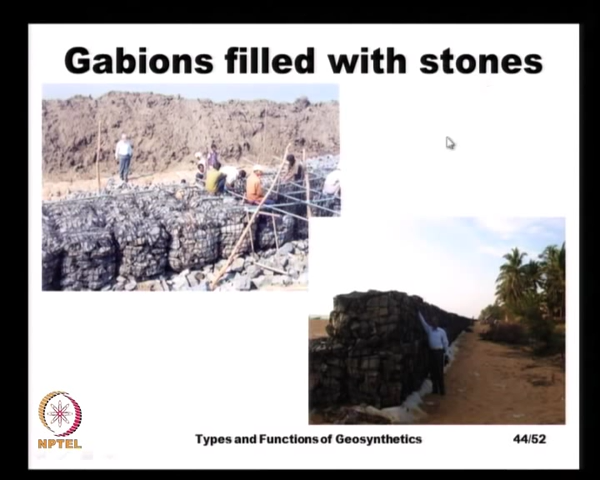 Gabions filled with stones
NPTEL
Types and Functions of Geosynthetics
44/52